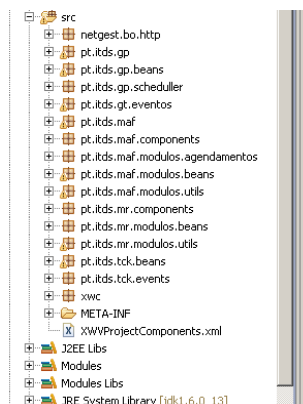 src
netgest.bo.http
pt.itds.gp
pt.itds.gp.beans
pt.itds.gp.scheduller
pt.itds.gt.eventos
pt.itds.maf
pt.itds.maf.components
pt.itds.maf.modulos.agendamentos
pt.itds.maf.modulos.beans
pt.itds.maf.modulos.utils
pt.itds.mr.components
pt.itds.mr.modulos.beans
pt.itds.mr.modulos.utils
pt.itds.tck.beans
pt.itds.tck.events
xwc
META-INF
XWVProjectComponents.xml
J2EE Libs
Modules
Modules Libs
JRE System Library [jdk1.6.0_13]